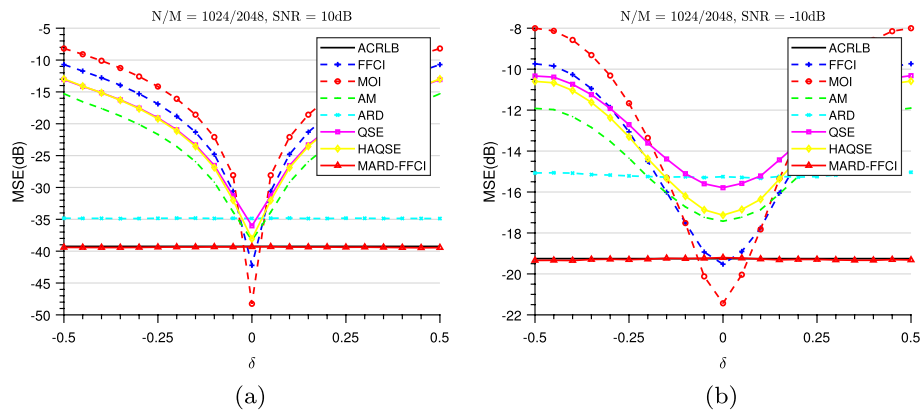 N/M = 1024/2048, SNR = 10dB
-5
-10
-15
-20
-25
-30
-35
-40
-45
-50
MSE(dB)
-0.5
-0.25
0
0.25
0.5
δ
ACRLB
FFCI
MOI
AM
ARD
QSE
HAQSE
MARD-FFCI
(a)
N/M = 1024/2048, SNR = -10dB
-8
-10
-12
-14
-16
-18
-20
-22
MSE(dB)
-0.5
-0.25
0
0.25
0.5
δ
ACRLB
FFCI
MOI
AM
ARD
QSE
HAQSE
MARD-FFCI
(b)